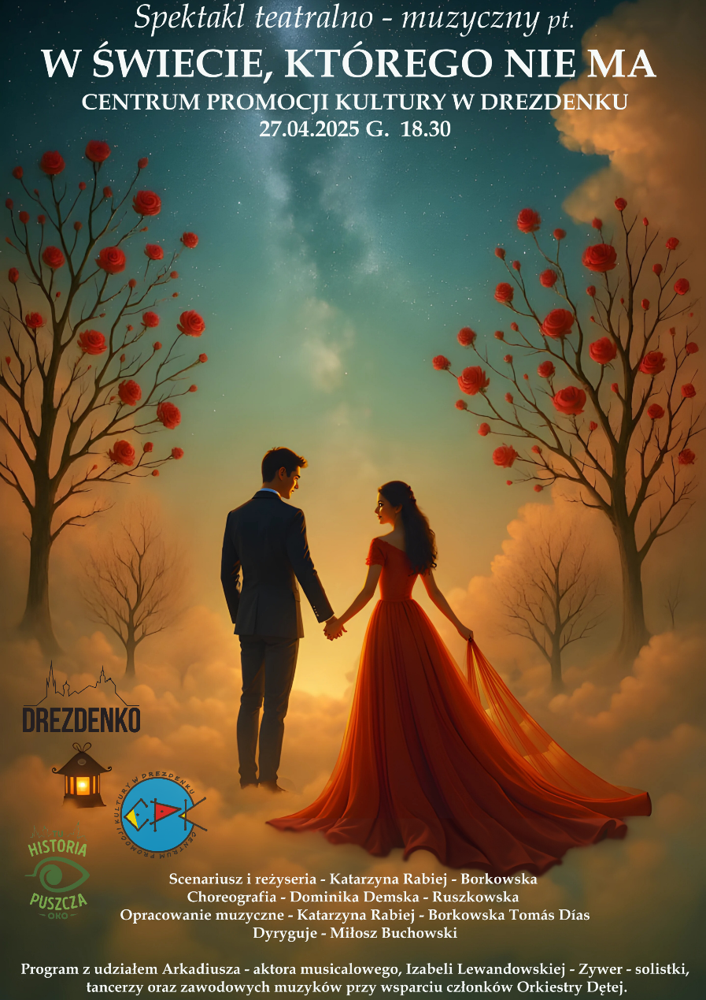 Spektakl teatralno - muzyczny pt.
W ŚWIECIE, KTÓREGO NIE MA
CENTRUM PROMOCJI KULTURY W DREZDENKU
27.04.2025 G. 18.30
DREZDENKO
CENTRUM PROMOCJI KULTURY W DREZDENKU
CPK
HISTORIA
PUSZCZA
OKO
Scenariusz i reżyseria - Katarzyna Rabiej - Borkowska
Choreografia - Dominika Demska - Ruszkowska
Opracowanie muzyczne - Katarzyna Rabiej - Borkowska Tomás Días
Dyryguje - Miłosz Buchowski
Program z udziałem Arkadiusza - aktora musicalowego, Izabeli Lewandowskiej - Zywer - solistki,
tancerzy oraz zawodowych muzyków przy wsparciu członków Orkiestry Dętej.